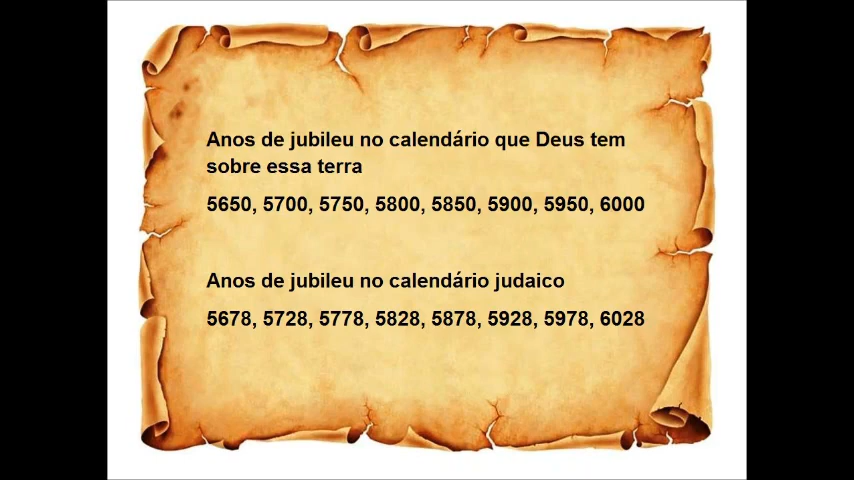 Anos de jubileu no calendário que Deus tem
sobre essa terra
5650, 5700, 5750, 5800, 5850, 5900, 5950, 6000
Anos de jubileu no calendário judaico
5678, 5728, 5778, 5828, 5878, 5928, 5978, 6028